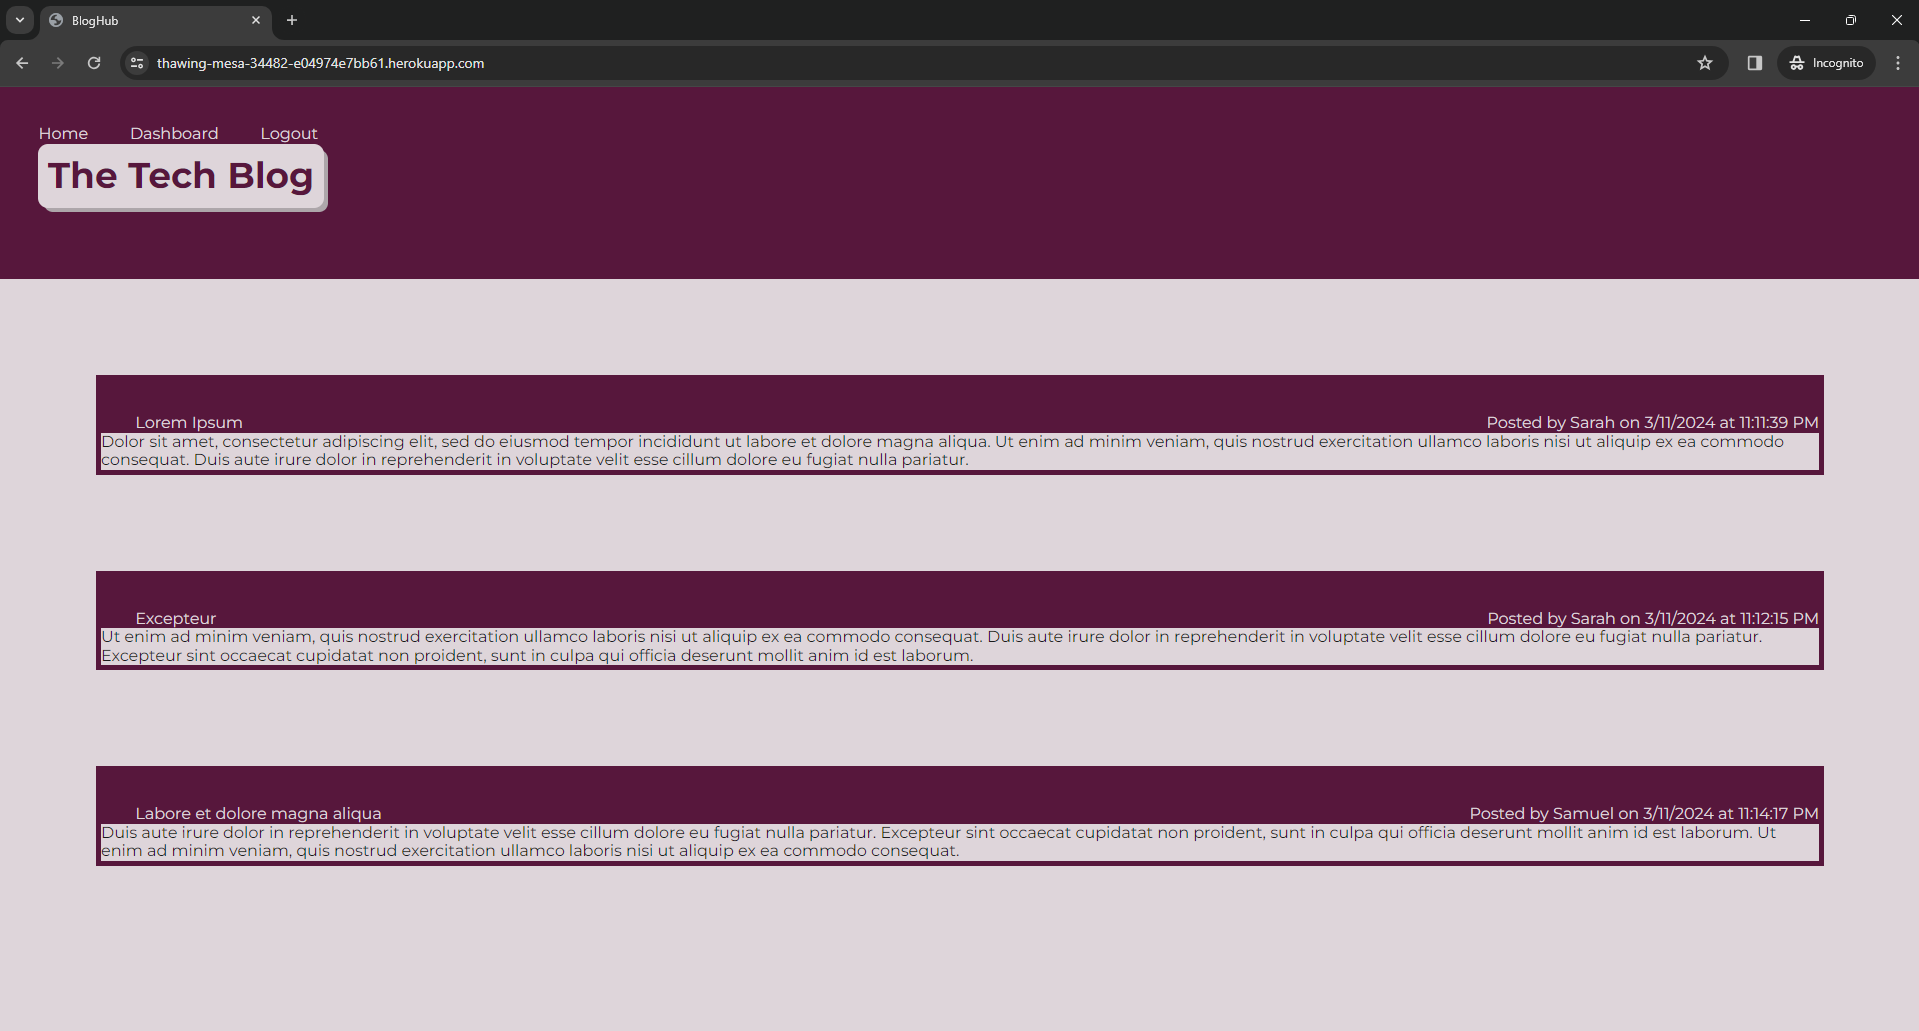 BlogHub
thawing-mesa-34482-e04974e7bb61.herokuapp.com
Incognito
Home Dashboard Logout
The Tech Blog
Lorem Ipsum Posted by Sarah on 3/11/2024 at 11:11:39 PM
Dolor sit amet, consectetur adipiscing elit, sed do eiusmod tempor incididunt ut labore et dolore magna aliqua. Ut enim ad minim veniam, quis nostrud exercitation ullamco laboris nisi ut aliquip ex ea commodo
consequat. Duis aute irure dolor in reprehenderit in voluptate velit esse cillum dolore eu fugiat nulla pariatur.
Excepteur Posted by Sarah on 3/11/2024 at 11:12:15 PM
Ut enim ad minim veniam, quis nostrud exercitation ullamco laboris nisi ut aliquip ex ea commodo consequat. Duis aute irure dolor in reprehenderit in voluptate velit esse cillum dolore eu fugiat nulla pariatur.
Excepteur sint occaecat cupidatat non proident, sunt in culpa qui officia deserunt mollit anim id est laborum.
Labore et dolore magna aliqua Posted by Samuel on 3/11/2024 at 11:14:17 PM
Duis aute irure dolor in reprehenderit in voluptate velit esse cillum dolore eu fugiat nulla pariatur. Excepteur sint occaecat cupidatat non proident, sunt in culpa qui officia deserunt mollit anim id est laborum. Ut
enim ad minim veniam, quis nostrud exercitation ullamco laboris nisi ut aliquip ex ea commodo consequat.